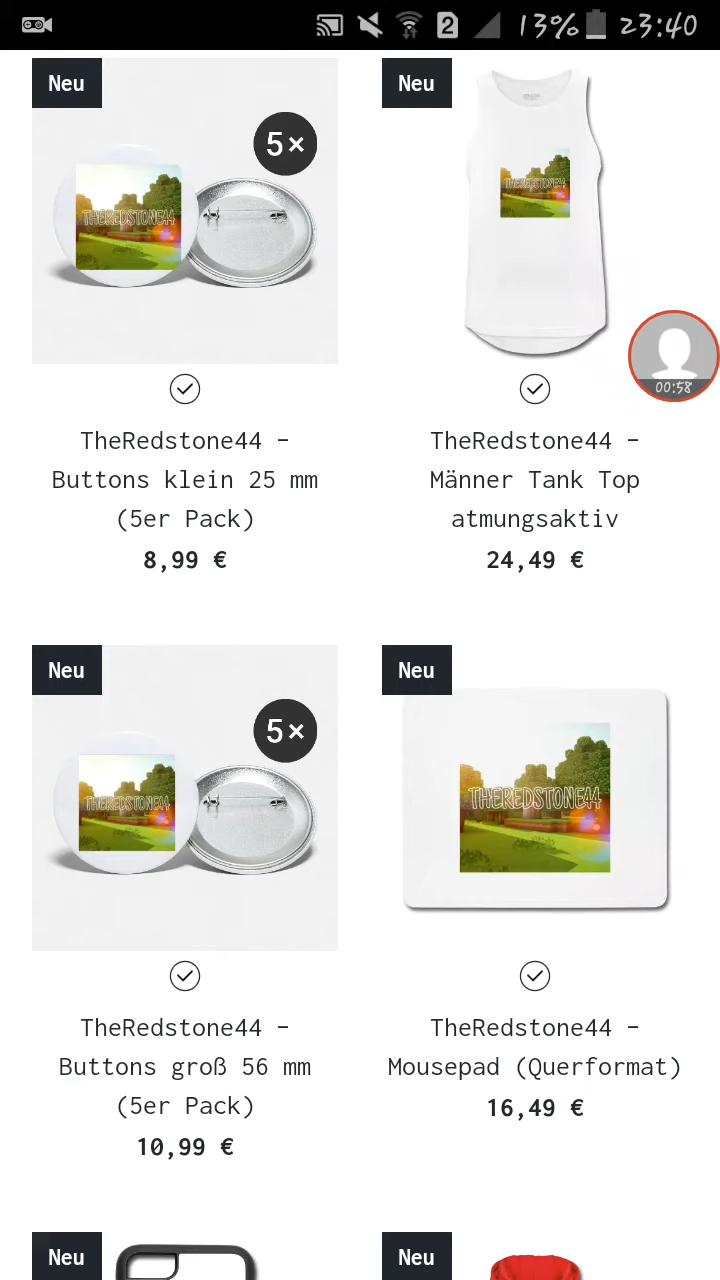 2 13% 23:40
Neu
5×
THEREDSTONE44
Neu
THEREDSTONE44
00:58
TheRedstone44 –
Buttons klein 25 mm
(5er Pack)
8,99 €
TheRedstone44 –
Männer Tank Top
atmungsaktiv
24,49 €
Neu
5×
THEREDSTONE44
Neu
THEREDSTONE44
TheRedstone44 –
Buttons groß 56 mm
(5er Pack)
10,99 €
TheRedstone44 –
Mousepad (Querformat)
16,49 €
Neu
Neu